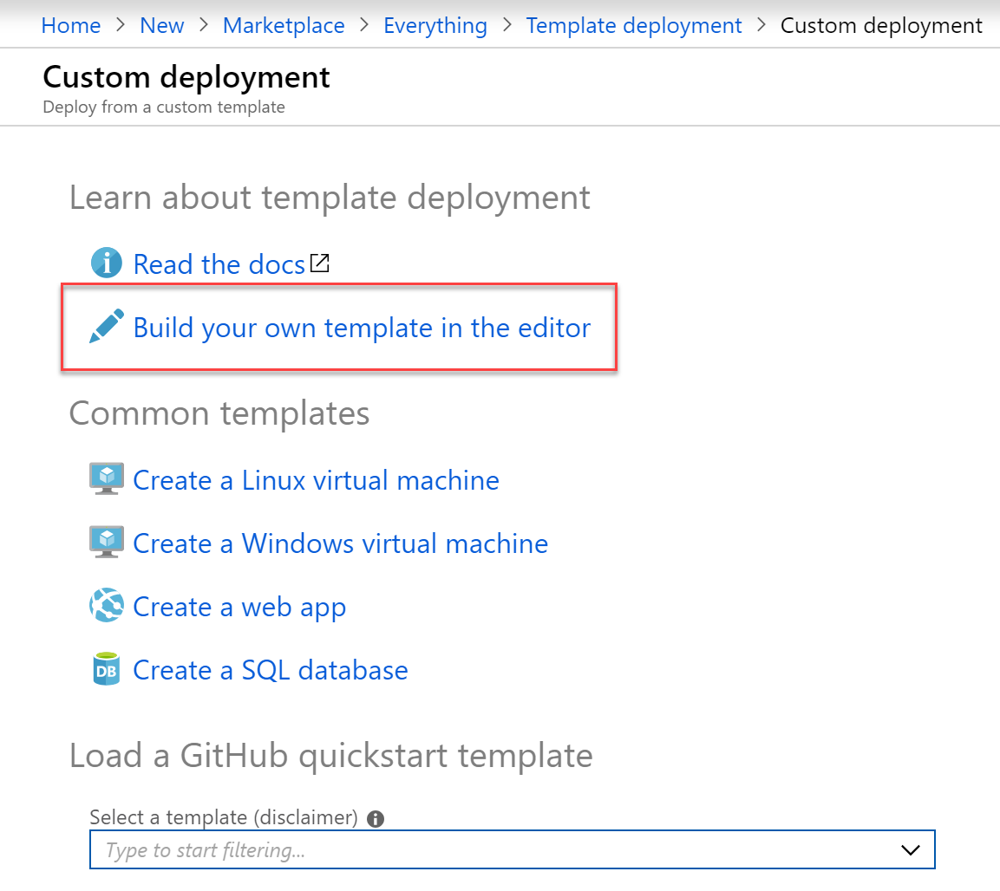 Home > New > Marketplace > Everything > Template deployment > Custom deployment
Custom deployment
Deploy from a custom template
Learn about template deployment
Read the docs
Build your own template in the editor
Common templates
Create a Linux virtual machine
Create a Windows virtual machine
Create a web app
DB Create a SQL database
Load a GitHub quickstart template
Select a template (disclaimer)
Type to start filtering...